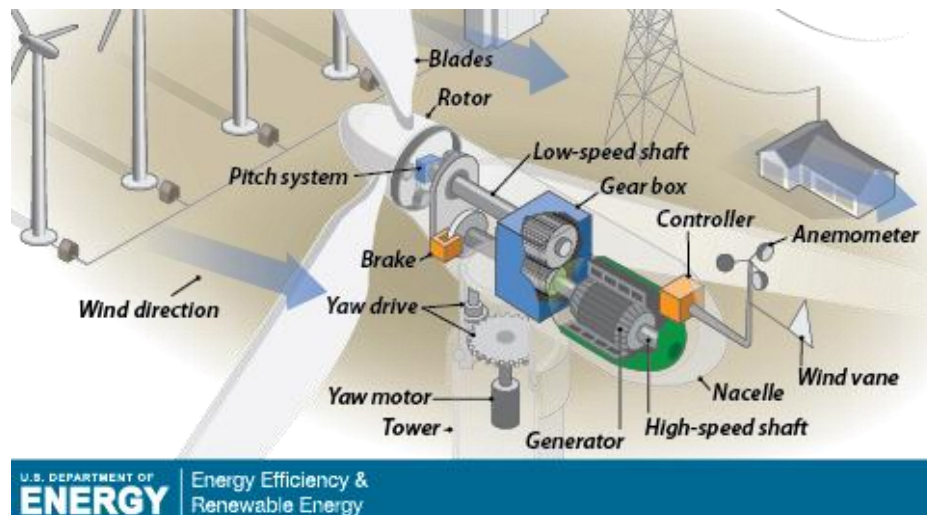 Blades
Rotor
Low-speed shaft
Pitch system
Gear box
Controller
Anemometer
Brake
Yaw drive
Wind direction
Wind vane
Nacelle
Yaw motor
Tower
Generator
High-speed shaft
U.S. DEPARTMENT OF
ENERGY
Energy Efficiency &
Renewable Energy